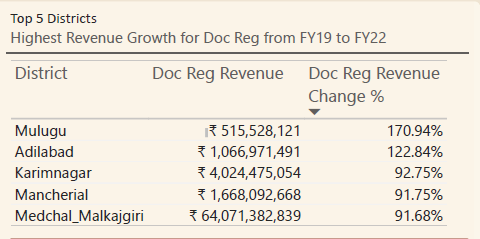 Top 5 Districts
Highest Revenue Growth for Doc Reg from FY19 to FY22
District Doc Reg Revenue Doc Reg Revenue
Change %
Mulugu ₹ 515,528,121 170.94%
Adilabad ₹ 1,066,971,491 122.84%
Karimnagar ₹ 4,024,475,054 92.75%
Mancherial ₹ 1,668,092,668 91.75%
Medchal_Malkajgiri ₹ 64,071,382,839 91.68%